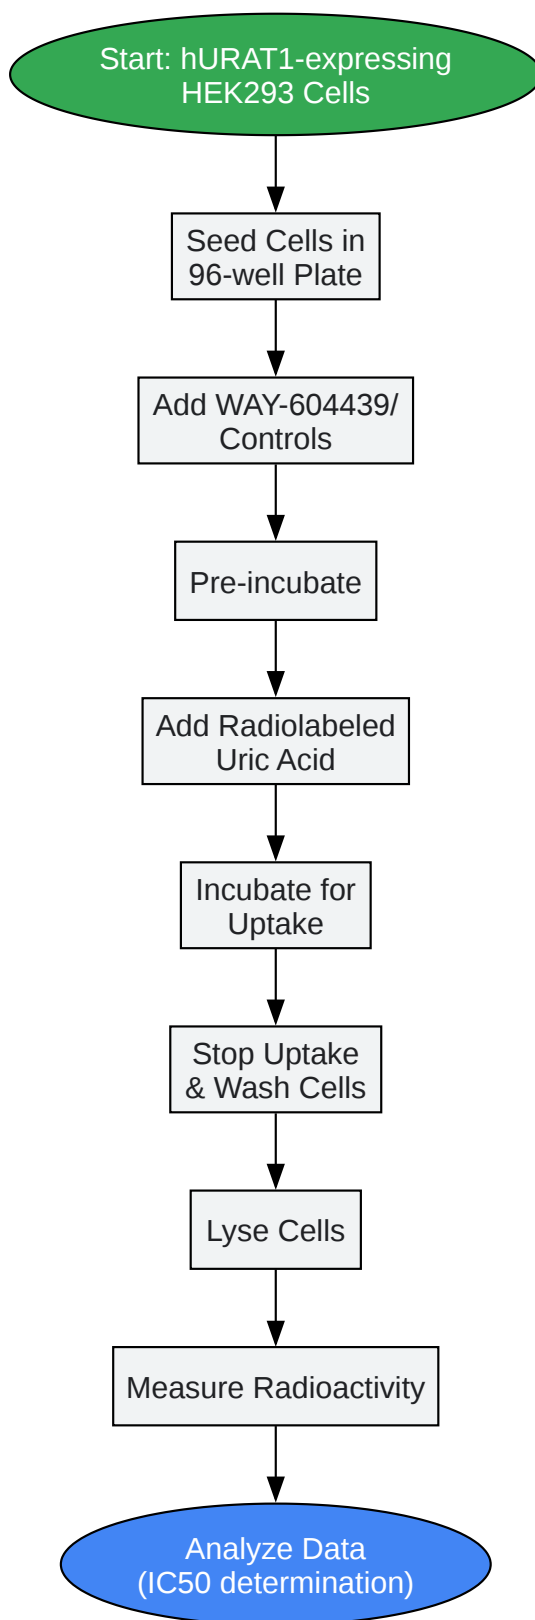 Start: hURAT1-expressing
HEK293 Cells
Seed Cells in
96-well Plate
Add WAY-604439/
Controls
Pre-incubate
Add Radiolabeled
Uric Acid
Incubate for
Uptake
Stop Uptake
& Wash Cells
Lyse Cells
Measure Radioactivity
Analyze Data
(IC50 determination)